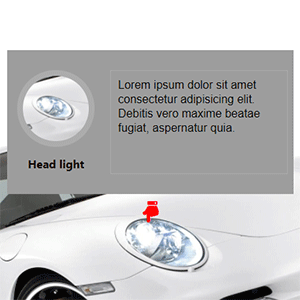 Lorem ipsum dolor sit amet
consectetur adipisicing elit.
Debitis vero maxime beatae
fugiat, aspernatur quia.
Head light